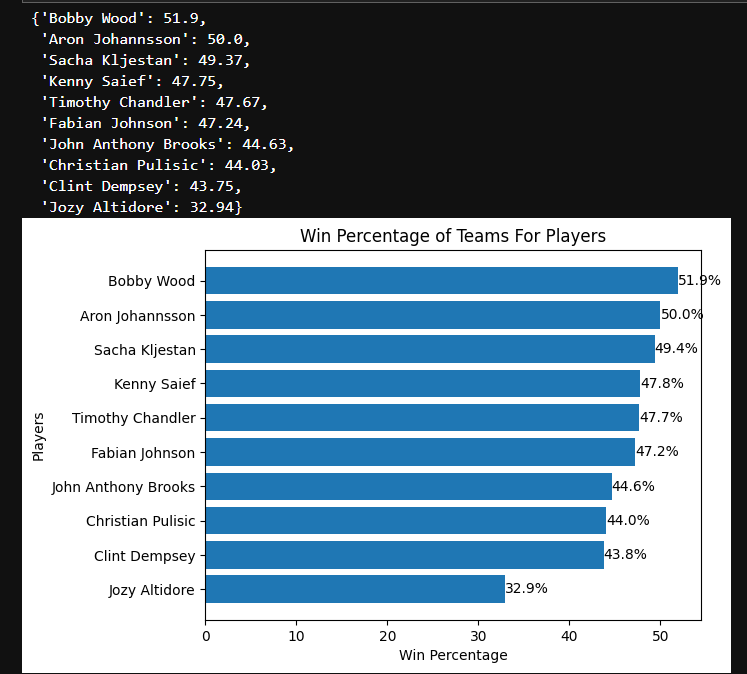 {'Bobby Wood': 51.9,
'Aron Johannsson': 50.0,
'Sacha Kljestan': 49.37,
'Kenny Saief': 47.75,
'Timothy Chandler': 47.67,
'Fabian Johnson': 47.24,
'John Anthony Brooks': 44.63,
'Christian Pulisic': 44.03,
'Clint Dempsey': 43.75,
'Jozy Altidore': 32.94}
Win Percentage of Teams For Players
Players
Bobby Wood 51.9%
Aron Johannsson 50.0%
Sacha Kljestan 49.4%
Kenny Saief 47.8%
Timothy Chandler 47.7%
Fabian Johnson 47.2%
John Anthony Brooks 44.6%
Christian Pulisic 44.0%
Clint Dempsey 43.8%
Jozy Altidore 32.9%
0 10 20 30 40 50
Win Percentage